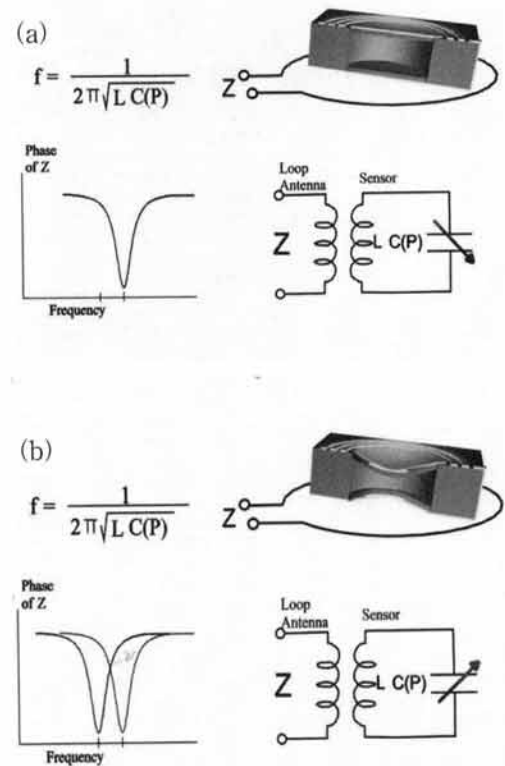 (a)
f = 1
2π√L C(P)
Z
Phase
of Z
Frequency
Loop
Antenna
Sensor
Z
L C(P)
(b)
f = 1
2π√L C(P)
Z
Phase
of Z
Frequency
Loop
Antenna
Sensor
Z
L C(P)